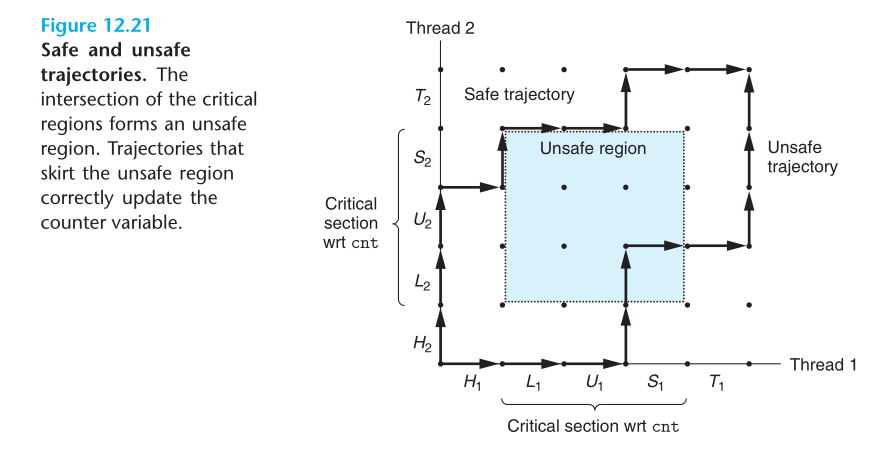 Figure 12.21
Safe and unsafe
trajectories. The
intersection of the critical
regions forms an unsafe
region. Trajectories that
skirt the unsafe region
correctly update the
counter variable.
Thread 2
T2
Safe trajectory
S2
Unsafe region
Unsafe
trajectory
Critical
section
wrt cnt
U2
L2
H2
Thread 1
H1 L1 U1 S1 T1
Critical section wrt cnt